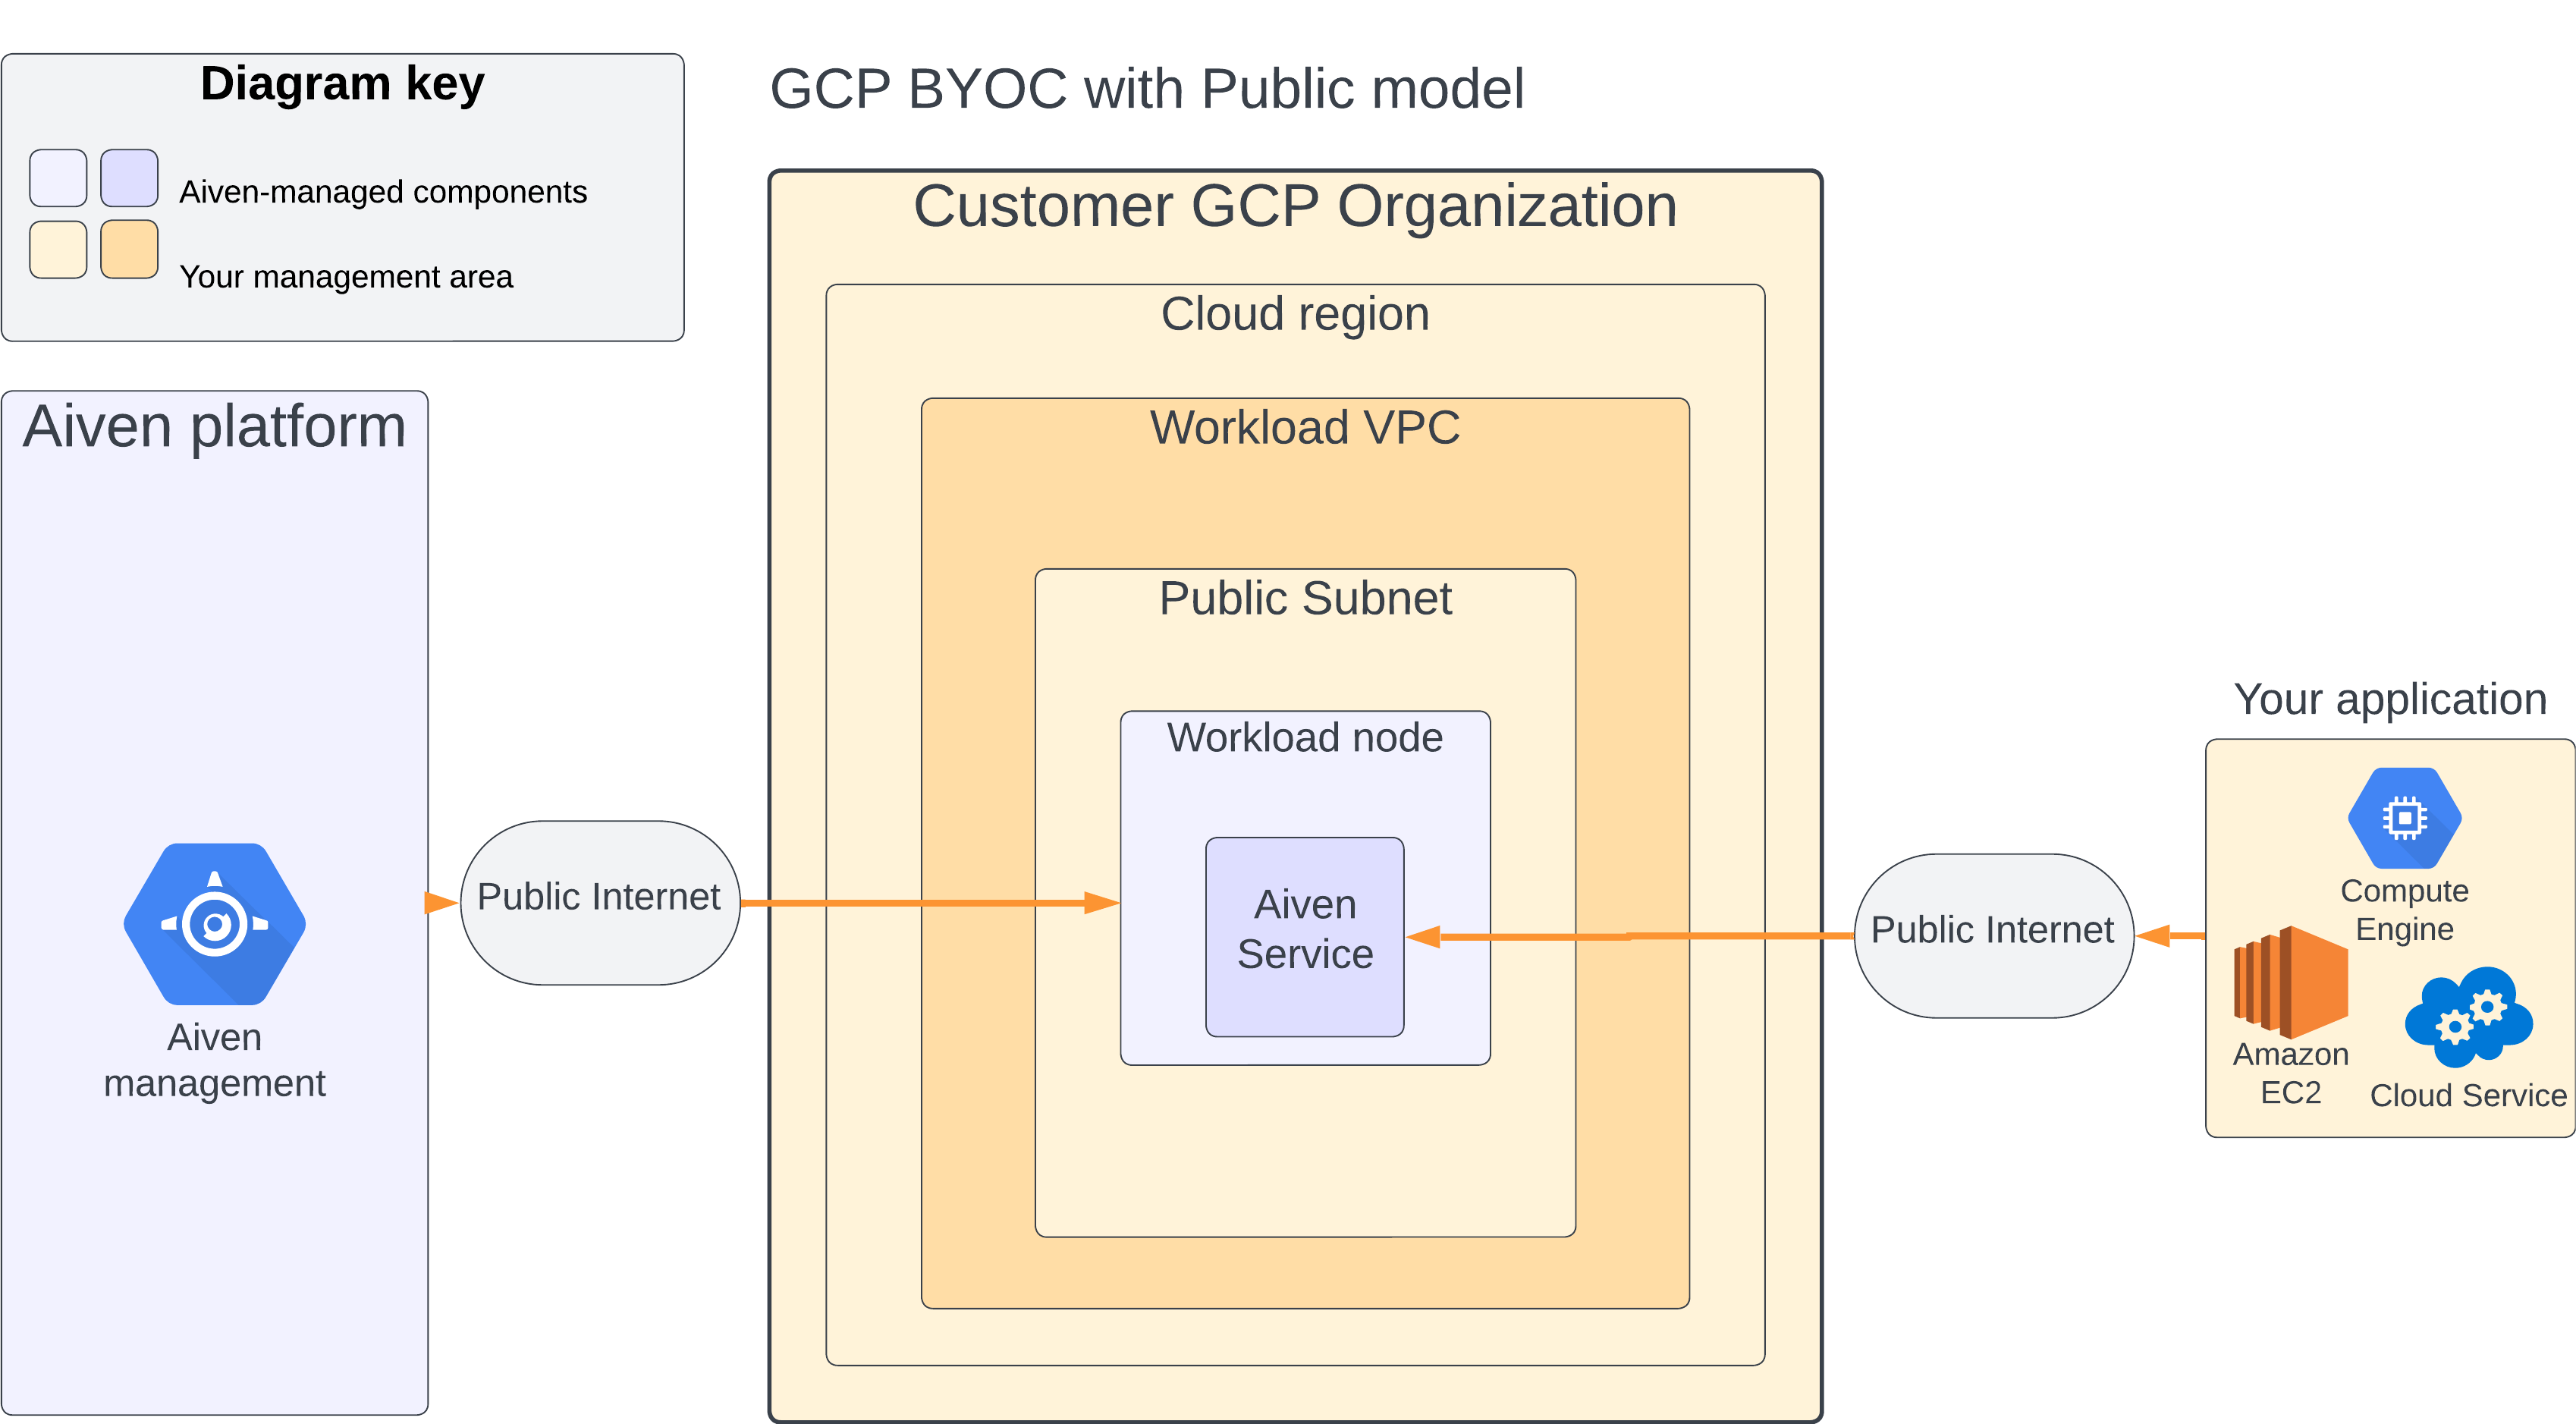 Diagram key
Aiven-managed components
Your management area
GCP BYOC with Public model
Aiven platform
Aiven
management
Public Internet
Customer GCP Organization
Cloud region
Workload VPC
Public Subnet
Workload node
Aiven
Service
Public Internet
Your application
Compute
Engine
Amazon
EC2
Cloud Service